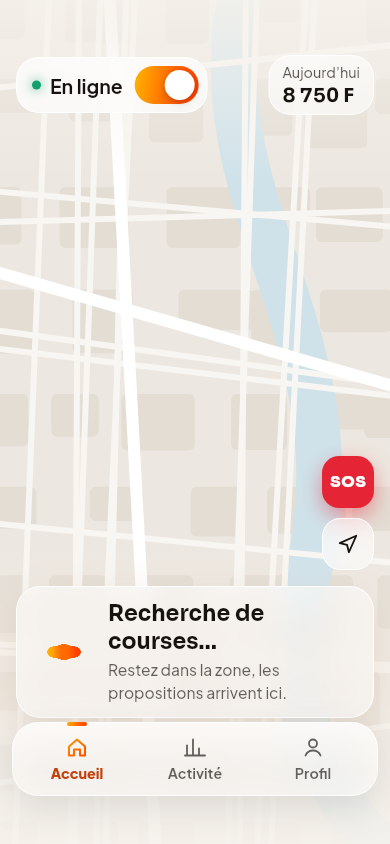 En ligne
Aujourd’hui
8 750 F
SOS
Recherche de
courses...
Restez dans la zone, les
propositions arrivent ici.
Accueil
Activité
Profil